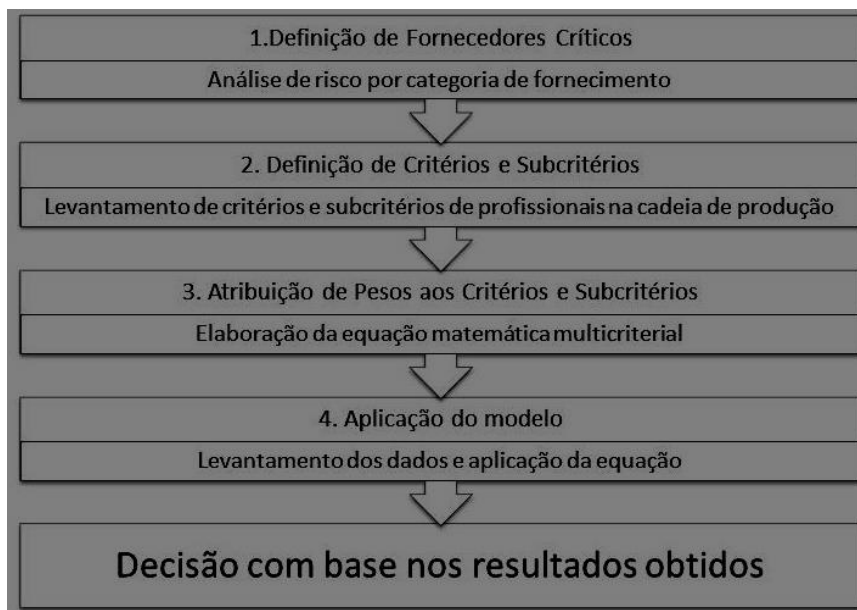 1.Definição de Fornecedores Críticos
Análise de risco por categoria de fornecimento
2. Definição de Critérios e Subcritérios
Levantamento de critérios e subcritérios de profissionais na cadeia de produção
3. Atribuição de Pesos aos Critérios e Subcritérios
Elaboração da equação matemática multicriterial
4. Aplicação do modelo
Levantamento dos dados e aplicação da equação
Decisão com base nos resultados obtidos